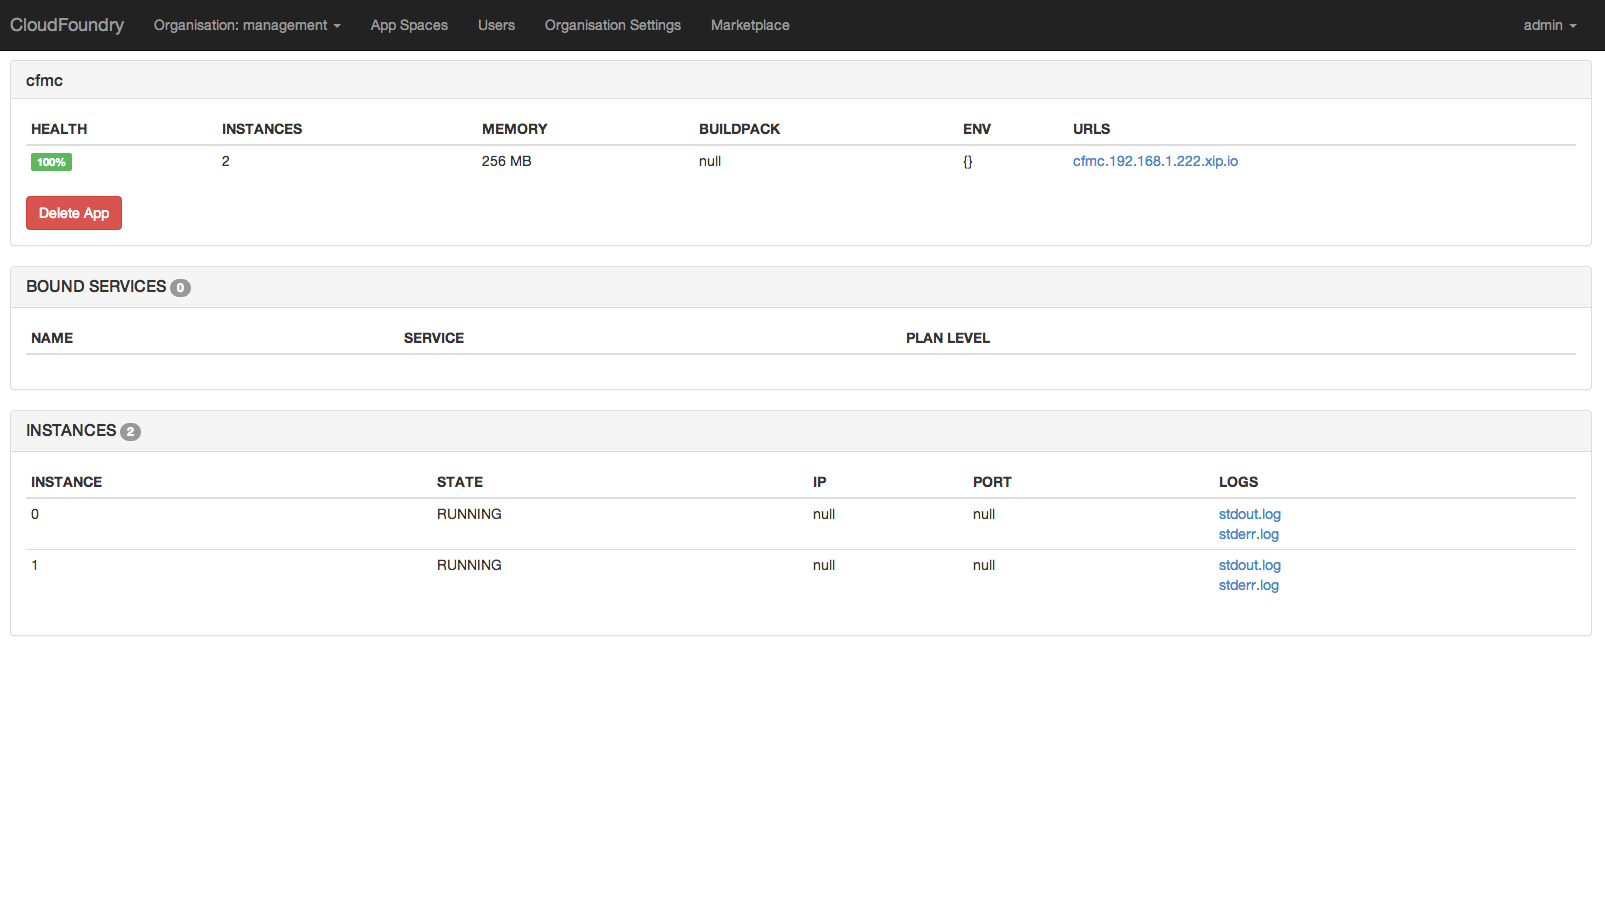 CloudFoundry Organisation: management App Spaces Users Organisation Settings Marketplace admin
cfmc
HEALTH INSTANCES MEMORY BUILDPACK ENV URLS
100% 2 256 MB null {} cfmc.192.168.1.222.xip.io
Delete App
BOUND SERVICES 0
NAME SERVICE PLAN LEVEL
INSTANCES 2
INSTANCE STATE IP PORT LOGS
0 RUNNING null null stdout.log
stderr.log
1 RUNNING null null stdout.log
stderr.log